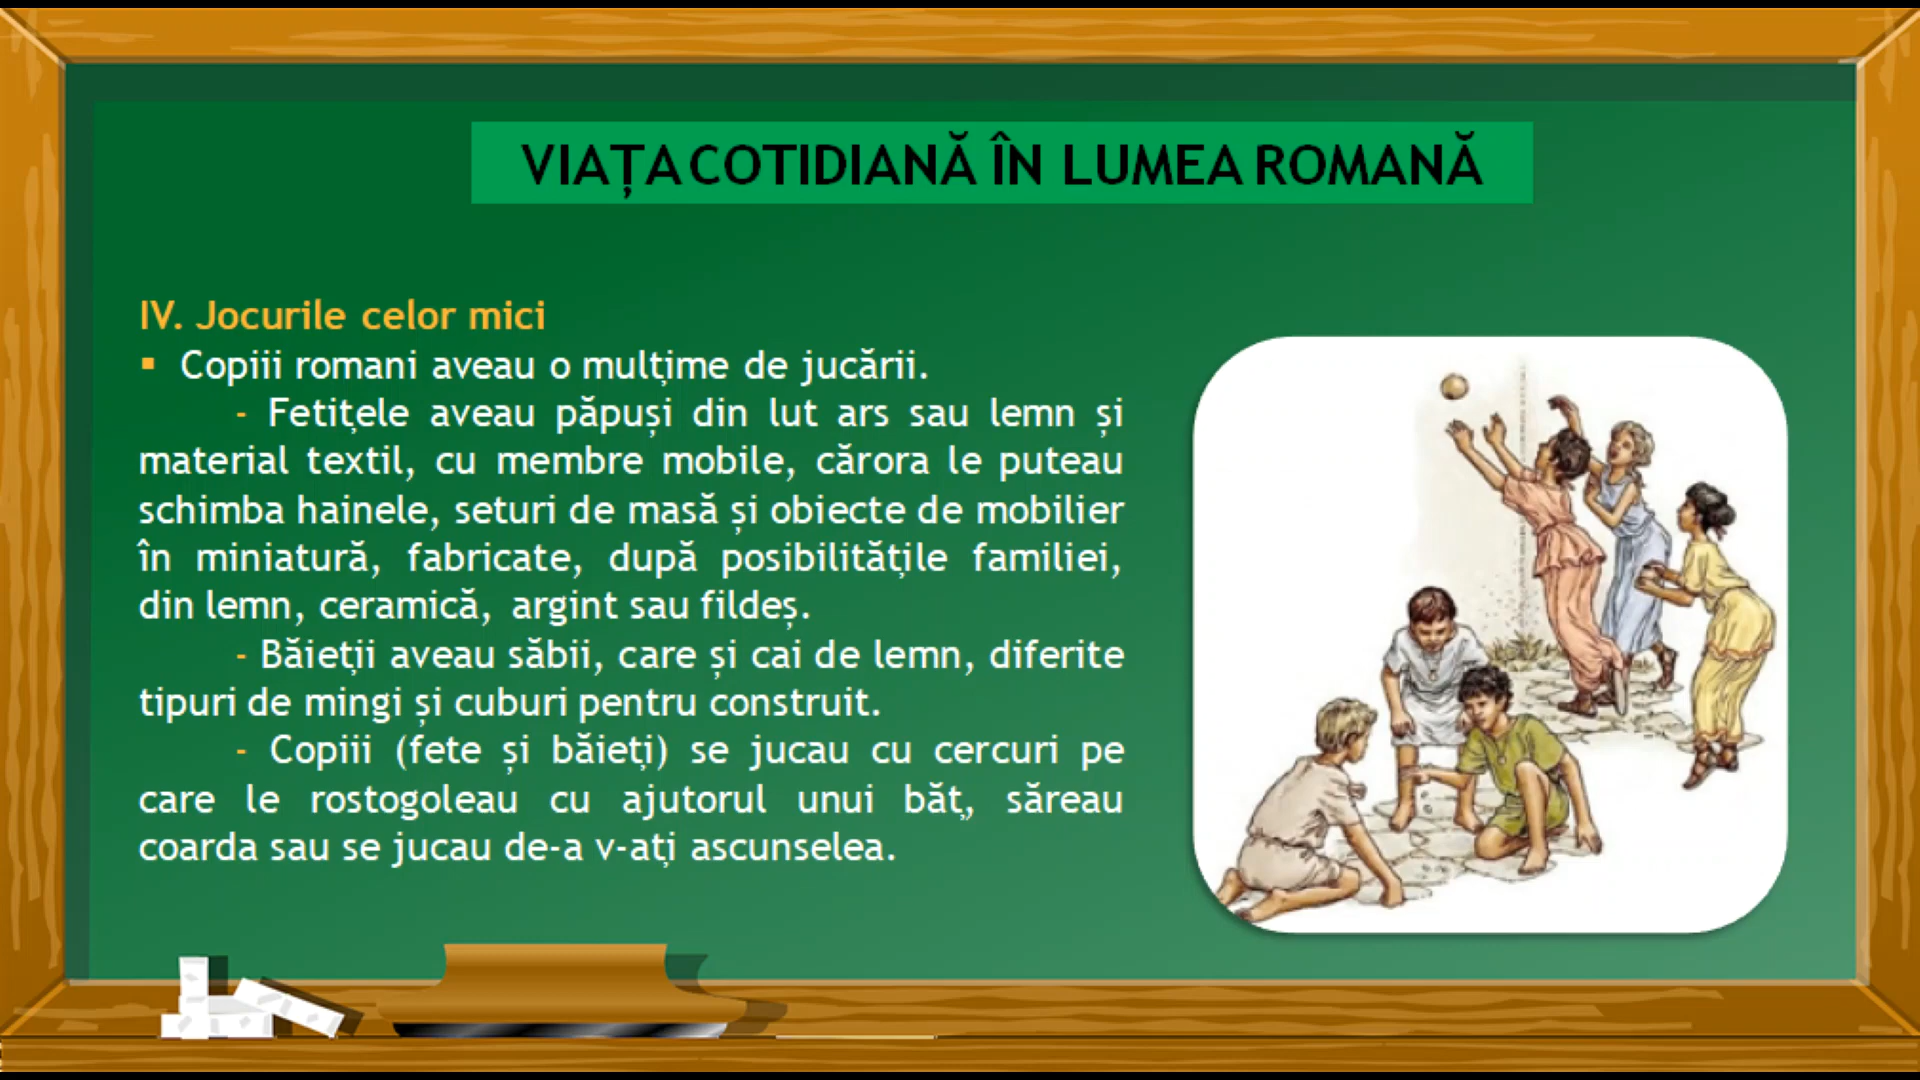 VIAȚA COTIDIANĂ ÎN LUMEA ROMANĂ
IV. Jocurile celor mici
▪ Copiii romani aveau o mulțime de jucării.
- Fetițele aveau păpuși din lut ars sau lemn și
material textil, cu membre mobile, cărora le puteau
schimba hainele, seturi de masă și obiecte de mobilier
în miniatură, fabricate, după posibilitățile familiei,
din lemn, ceramică, argint sau fildeș.
- Băieții aveau săbii, care și cai de lemn, diferite
tipuri de mingi și cuburi pentru construit.
- Copiii (fete și băieți) se jucau cu cercuri pe
care le rostogoleau cu ajutorul unui băț, săreau
coarda sau se jucau de-a v-ați ascunselea.